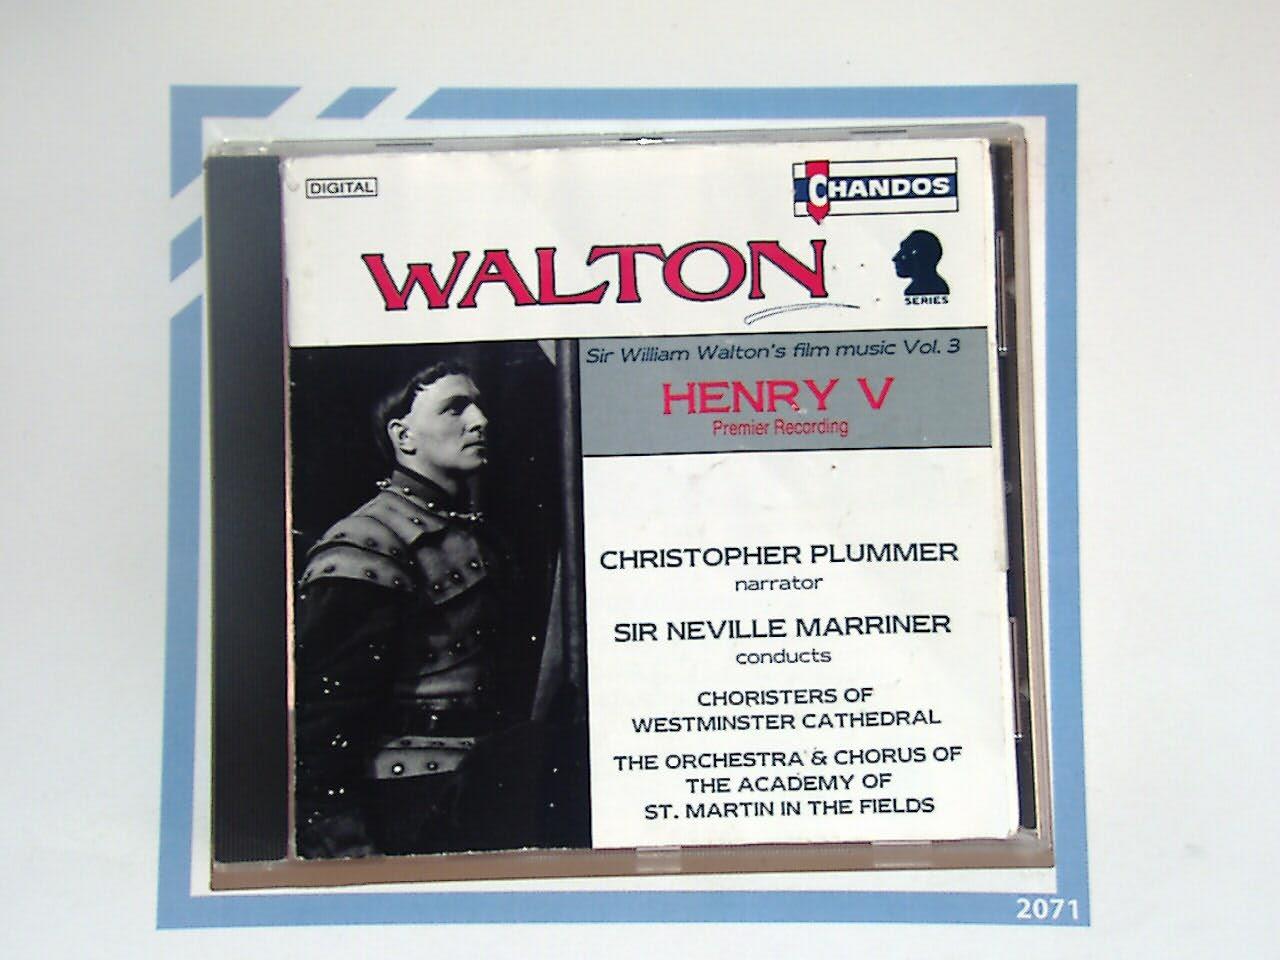 DIGITAL
CHANDOS
WALTON
SERIES
Sir William Walton's film music Vol. 3
HENRY V
Premier Recording
CHRISTOPHER PLUMMER
narrator
SIR NEVILLE MARRINER
conducts
CHORISTERS OF
WESTMINSTER CATHEDRAL
THE ORCHESTRA & CHORUS OF
THE ACADEMY OF
ST. MARTIN IN THE FIELDS
2071